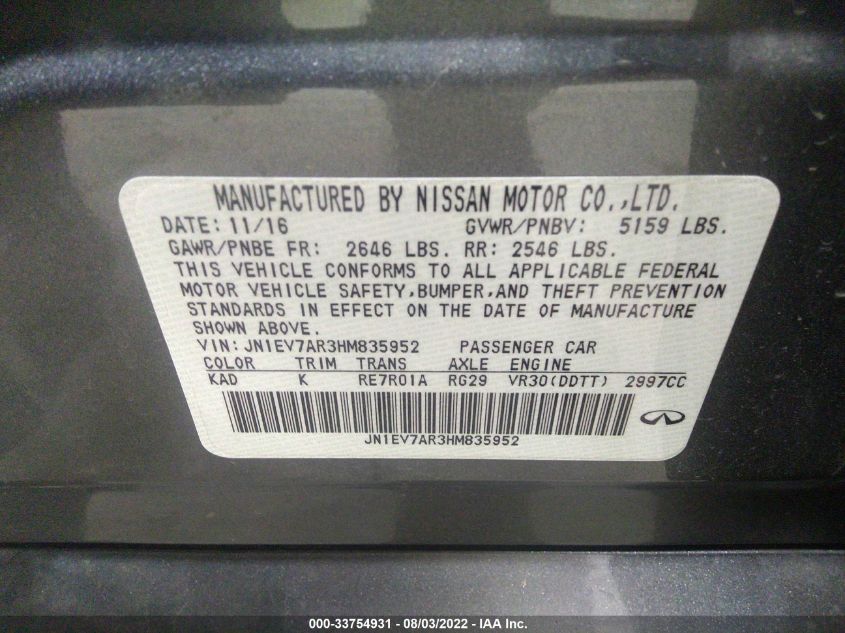 MANUFACTURED BY NISSAN MOTOR CO.,LTD.
DATE: 11/16 GVWR/PNBV: 5159 LBS.
GAWR/PNBE FR: 2646 LBS. RR: 2546 LBS.
THIS VEHICLE CONFORMS TO ALL APPLICABLE FEDERAL
MOTOR VEHICLE SAFETY,BUMPER,AND THEFT PREVENTION
STANDARDS IN EFFECT ON THE DATE OF MANUFACTURE
SHOWN ABOVE.
VIN: JN1EV7AR3HM835952 PASSENGER CAR
COLOR TRIM TRANS AXLE ENGINE
KAD K RE7R01A RG29 VR30(DDTT) 2997CC
JN1EV7AR3HM835952
000-33754931 - 08/03/2022 - IAA Inc.